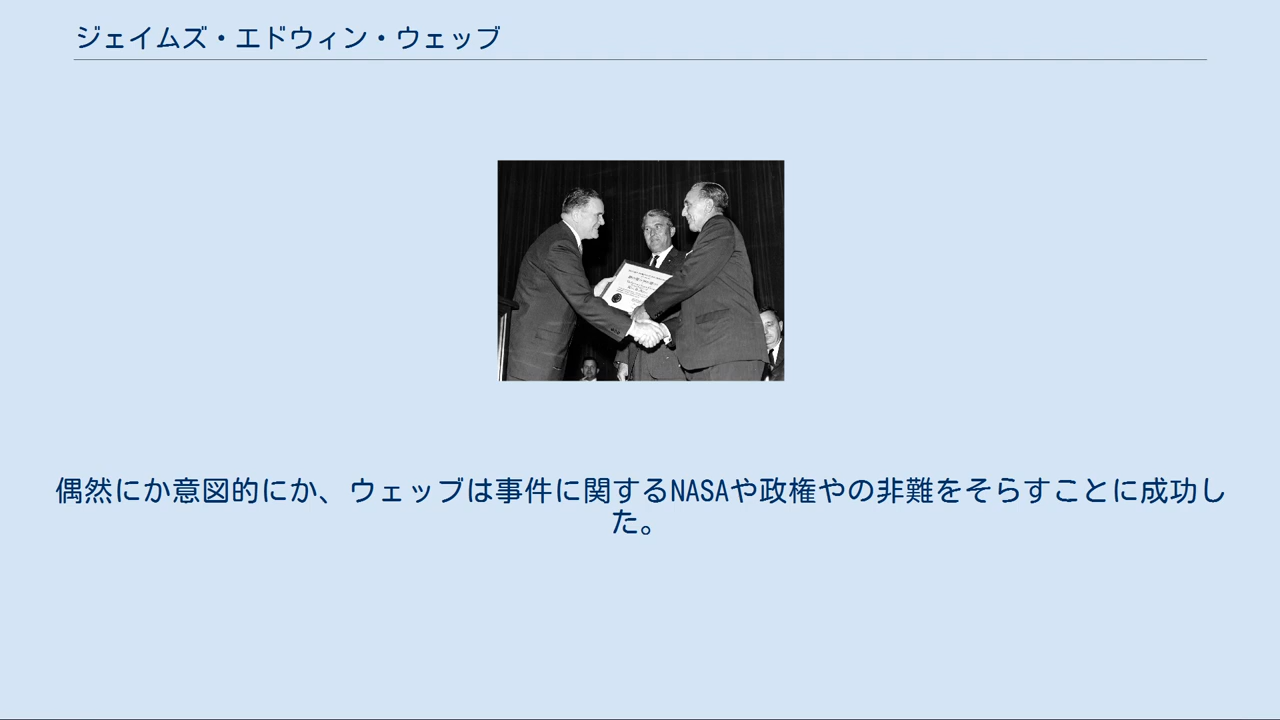 ジェイムズ・エドウィン・ウェッブ
偶然にか意図的にか、ウェッブは事件に関するNASAや政権やの非難をそらすことに成功し
た。